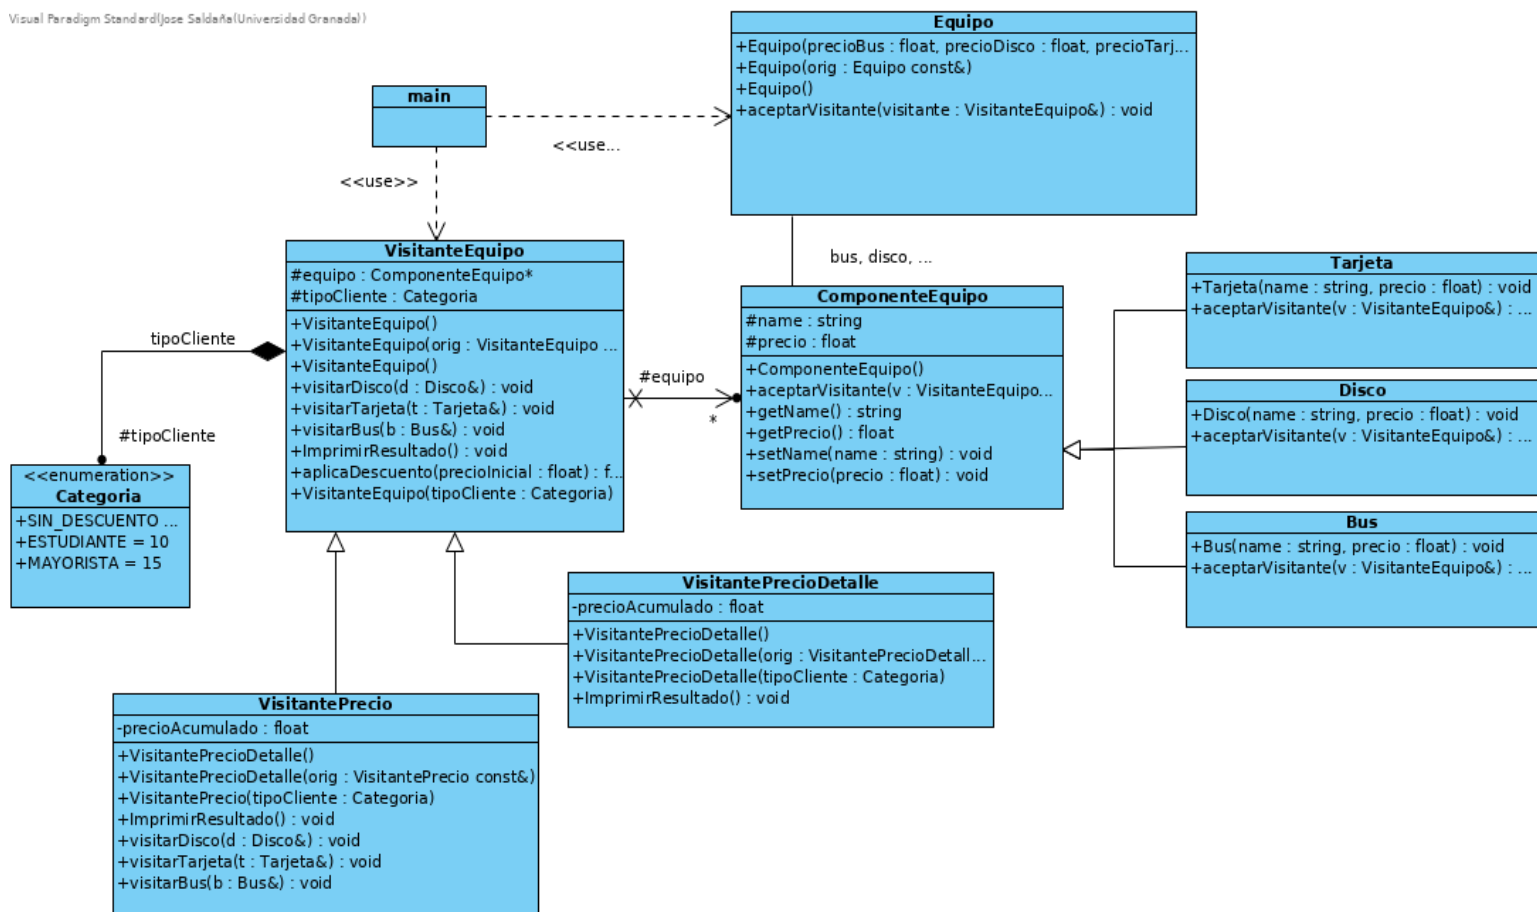 Visual Paradigm Standard(Jose Saldaña(Universidad Granada))
Equipo
+Equipo(precioBus : float, precioDisco : float, precioTarj...
+Equipo(orig : Equipo const&)
+Equipo()
+aceptarVisitante(visitante : VisitanteEquipo&) : void
main
<<use...
<<use>>
VisitanteEquipo
#equipo : ComponenteEquipo*
#tipoCliente : Categoria
+VisitanteEquipo()
+VisitanteEquipo(orig : VisitanteEquipo ...
+VisitanteEquipo()
+visitarDisco(d : Disco&) : void
+visitarTarjeta(t : Tarjeta&) : void
+visitarBus(b : Bus&) : void
+ImprimirResultado() : void
+aplicaDescuento(precioInicial : float) : f...
+VisitanteEquipo(tipoCliente : Categoria)
bus, disco, ...
ComponenteEquipo
#name : string
#precio : float
+ComponenteEquipo()
+aceptarVisitante(v : VisitanteEquipo...
+getName() : string
+getPrecio() : float
+setName(name : string) : void
+setPrecio(precio : float) : void
Tarjeta
+Tarjeta(name : string, precio : float) : void
+aceptarVisitante(v : VisitanteEquipo&) : ...
Disco
+Disco(name : string, precio : float) : void
+aceptarVisitante(v : VisitanteEquipo&) : ...
Bus
+Bus(name : string, precio : float) : void
+aceptarVisitante(v : VisitanteEquipo&) : ...
tipoCliente
#equipo
*
#tipoCliente
<<enumeration>>
Categoria
+SIN_DESCUENTO ...
+ESTUDIANTE = 10
+MAYORISTA = 15
VisitantePrecioDetalle
-precioAcumulado : float
+VisitantePrecioDetalle()
+VisitantePrecioDetalle(orig : VisitantePrecioDetall...
+VisitantePrecioDetalle(tipoCliente : Categoria)
+ImprimirResultado() : void
VisitantePrecio
-precioAcumulado : float
+VisitantePrecioDetalle()
+VisitantePrecioDetalle(orig : VisitantePrecio const&)
+VisitantePrecio(tipoCliente : Categoria)
+ImprimirResultado() : void
+visitarDisco(d : Disco&) : void
+visitarTarjeta(t : Tarjeta&) : void
+visitarBus(b : Bus&) : void